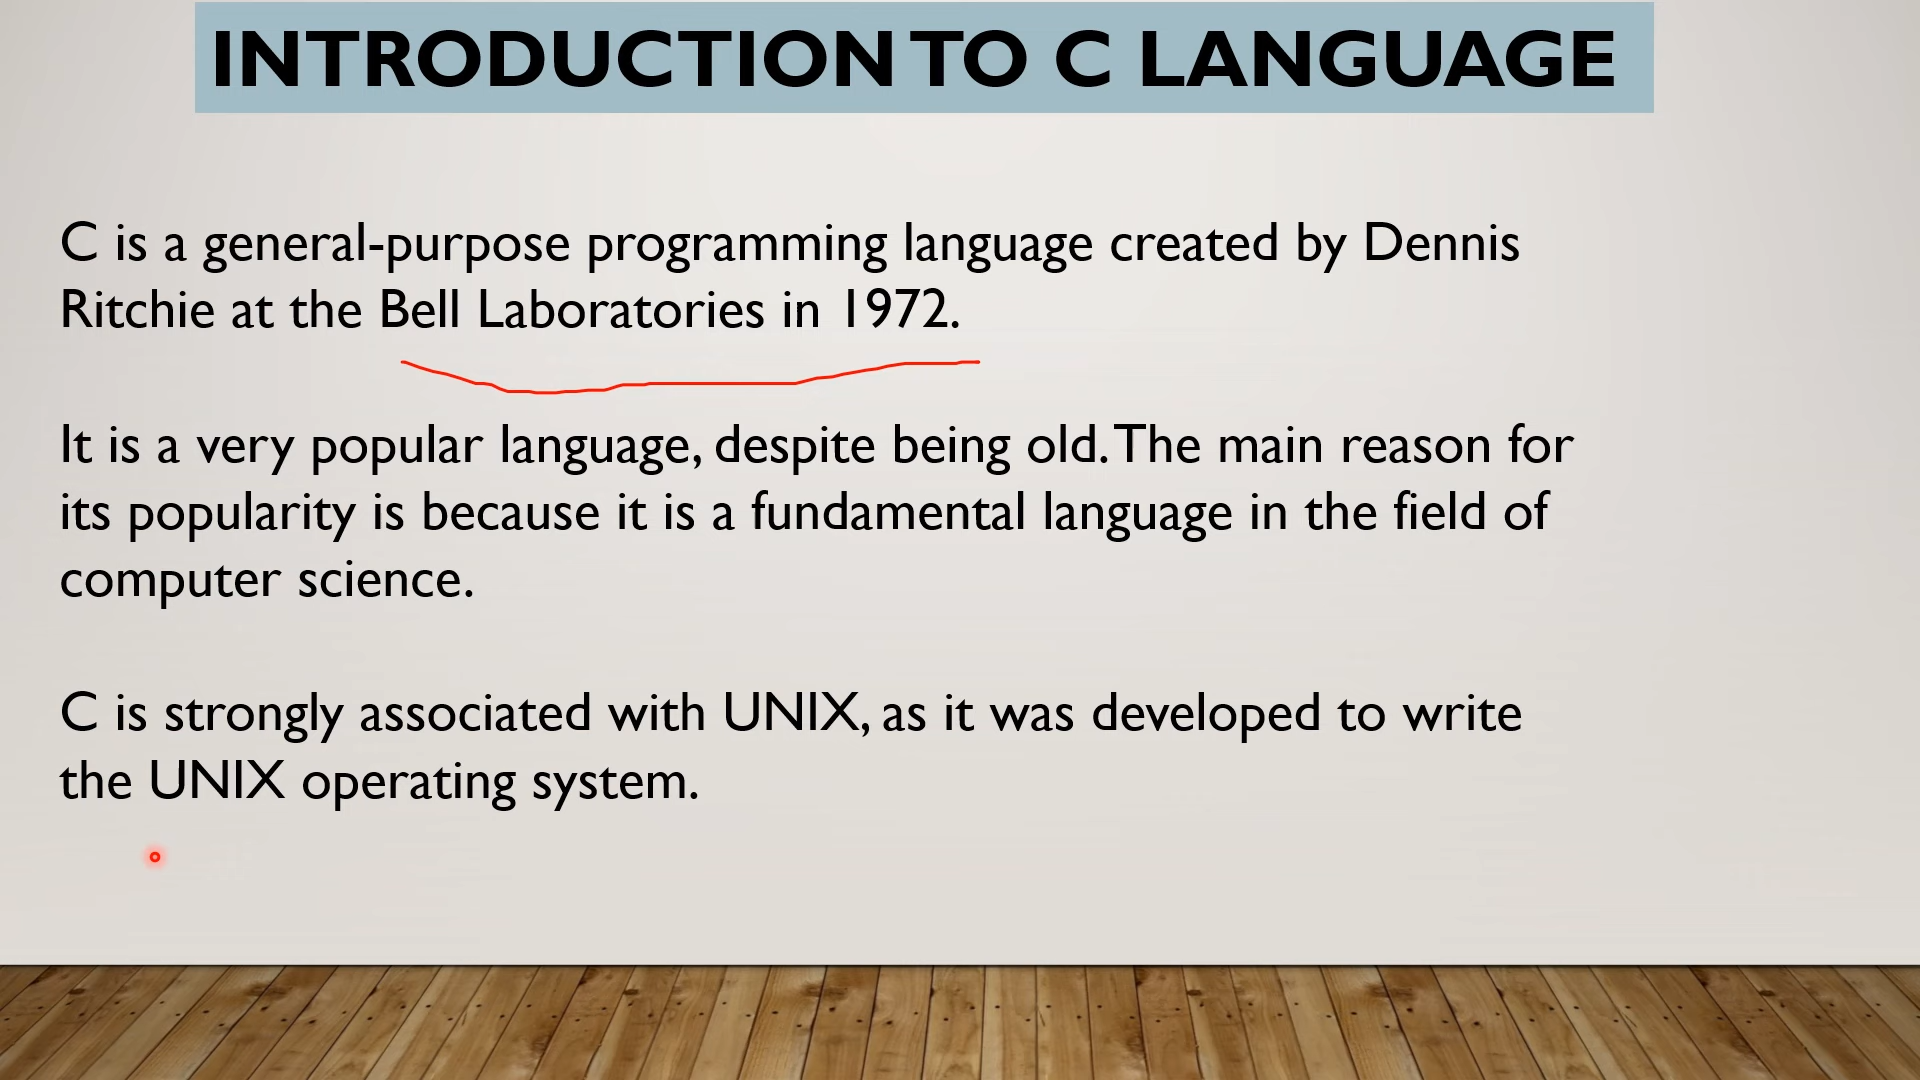 INTRODUCTION TO C LANGUAGE
C is a general-purpose programming language created by Dennis
Ritchie at the Bell Laboratories in 1972.
It is a very popular language, despite being old. The main reason for
its popularity is because it is a fundamental language in the field of
computer science.
C is strongly associated with UNIX, as it was developed to write
the UNIX operating system.